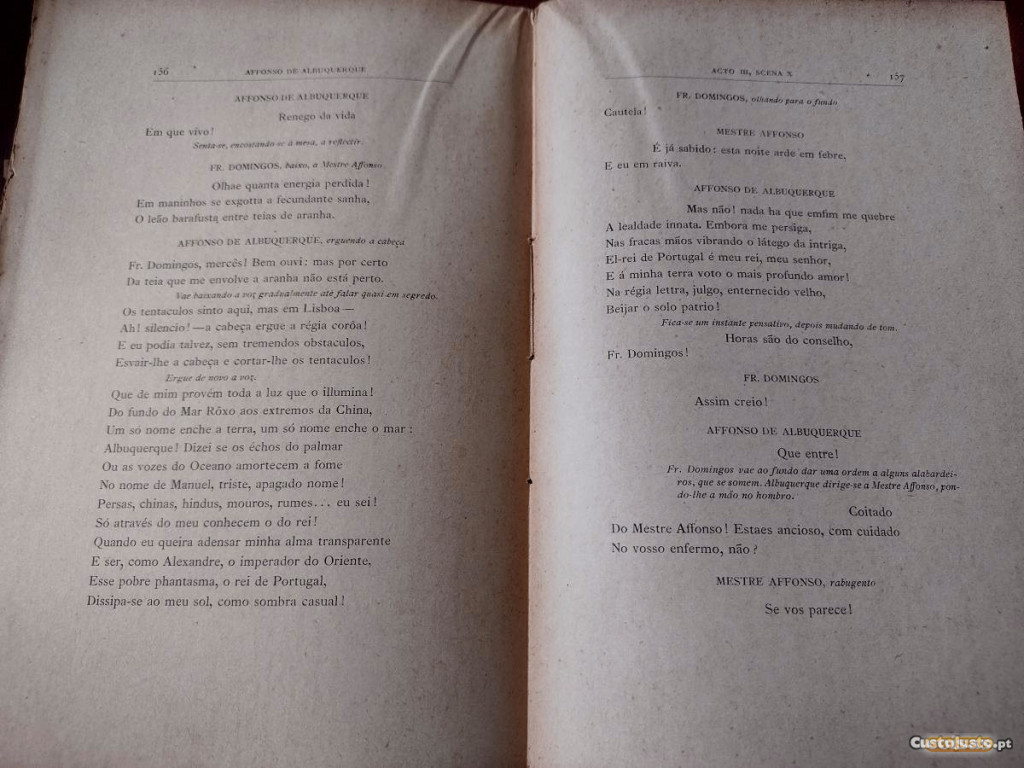 156
AFFONSO DE ALBUQUERQUE
AFFONSO DE ALBUQUERQUE
Renego da vida
Em que vivo!
Senta-se, encostando-se á mesa, a reflectir.
FR. DOMINGOS, baixo, a Mestre Affonso.
Olhae quanta energia perdida!
Em maninhos se exgotta a fecundante sanha,
O leão barafusta entre teias de aranha.
AFFONSO DE ALBUQUERQUE, erguendo a cabeça
Fr. Domingos, mercês! Bem ouvi: mas por certo
Da teia que me envolve a aranha não está perto.
Vae baixando a voz gradualmente até falar quasi em segredo.
Os tentaculos sinto aqui, mas em Lisboa —
Ah! silencio! — a cabeça ergue a régia corôa!
E eu podia talvez, sem tremendos obstaculos,
Esvair-lhe a cabeça e cortar-lhe os tentaculos!
Ergue de novo a voz.
Que de mim provém toda a luz que o illumina!
Do fundo do Mar Rôxo aos extremos da China,
Um só nome enche a terra, um só nome enche o mar:
Albuquerque! Dizei se os échos do palmar
Ou as vozes do Oceano amortecem a fome
No nome de Manuel, triste, apagado nome!
Persas, chinas, hindus, mouros, rumes... eu sei!
Só através do meu conhecem o do rei!
Quando eu queira adensar minha alma transparente
E ser, como Alexandre, o imperador do Oriente,
Esse pobre phantasma, o rei de Portugal,
Dissipa-se ao meu sol, como sombra casual!
ACTO III, SCENA X
157
FR. DOMINGOS, olhando para o fundo
Cautela!
MESTRE AFFONSO
É já sabido: esta noite arde em febre,
E eu em raiva.
AFFONSO DE ALBUQUERQUE
Mas não! nada ha que emfim me quebre
A lealdade innata. Embora me persiga,
Nas fracas mãos vibrando o látego da intriga,
El-rei de Portugal é meu rei, meu senhor,
E á minha terra voto o mais profundo amor!
Na régia lettra, julgo, enternecido velho,
Beijar o solo patrio!
Fica-se um instante pensativo, depois mudando de tom.
Horas são do conselho,
Fr. Domingos!
FR. DOMINGOS
Assim creio!
AFFONSO DE ALBUQUERQUE
Que entre!
Fr. Domingos vae ao fundo dar uma ordem a alguns alabardei-
ros, que se somem. Albuquerque dirige-se a Mestre Affonso, pon-
do-lhe a mão no hombro.
Coitado
Do Mestre Affonso! Estaes ancioso, com cuidado
No vosso enfermo, não?
MESTRE AFFONSO, rabugento
Se vos parece!
CustoJusto.pt